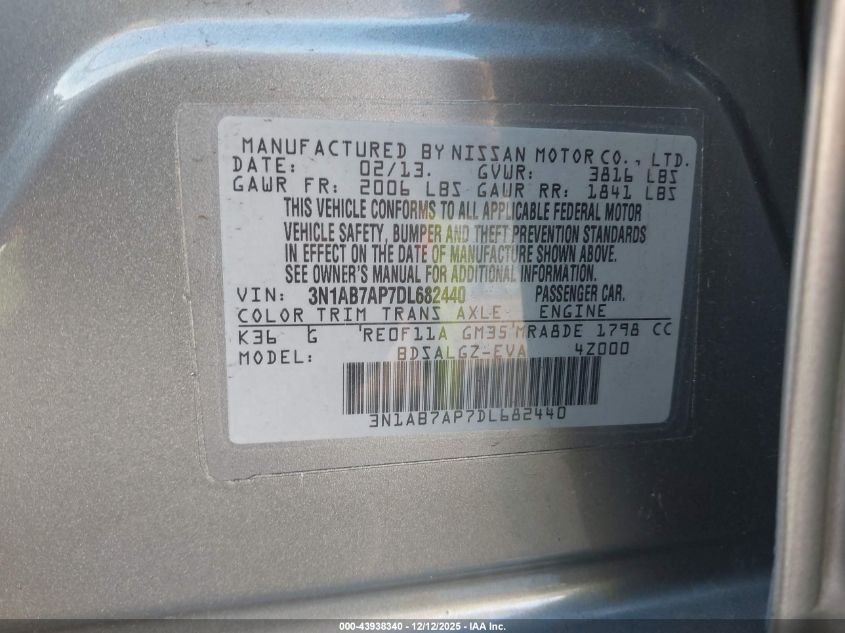 MANUFACTURED BY NISSAN MOTOR CO., LTD.
DATE: 02/13. GVWR: 3816 LBS
GAWR FR: 2006 LBS GAWR RR: 1841 LBS
THIS VEHICLE CONFORMS TO ALL APPLICABLE FEDERAL MOTOR
VEHICLE SAFETY, BUMPER AND THEFT PREVENTION STANDARDS
IN EFFECT ON THE DATE OF MANUFACTURE SHOWN ABOVE.
SEE OWNER'S MANUAL FOR ADDITIONAL INFORMATION.
VIN: 3N1AB7AP7DL682440 PASSENGER CAR.
COLOR TRIM TRANS AXLE ENGINE
K36 G RE0F11A GM35 MRA8DE 1798 CC
MODEL: BDSALGZ-EVA 4Z000
3N1AB7AP7DL682440
000-43938340 - 12/12/2025 - IAA Inc.